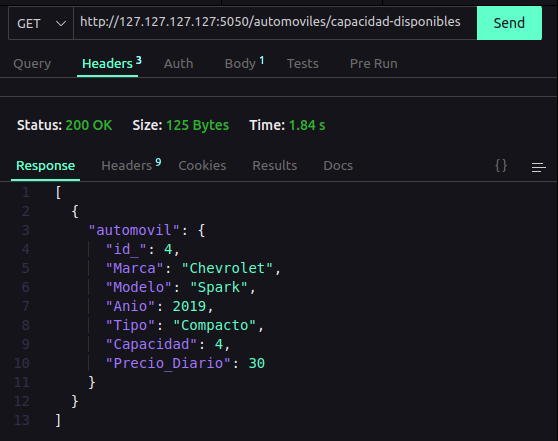 GET http://127.127.127.127:5050/automoviles/capacidad-disponibles Send
Query Headers 3 Auth Body 1 Tests Pre Run
Status: 200 OK Size: 125 Bytes Time: 1.84 s
Response Headers 9 Cookies Results Docs {}
1 [
2 {
3 "automovil": {
4 "id_": 4,
5 "Marca": "Chevrolet",
6 "Modelo": "Spark",
7 "Anio": 2019,
8 "Tipo": "Compacto",
9 "Capacidad": 4,
10 "Precio_Diario": 30
11 }
12 }
13 ]